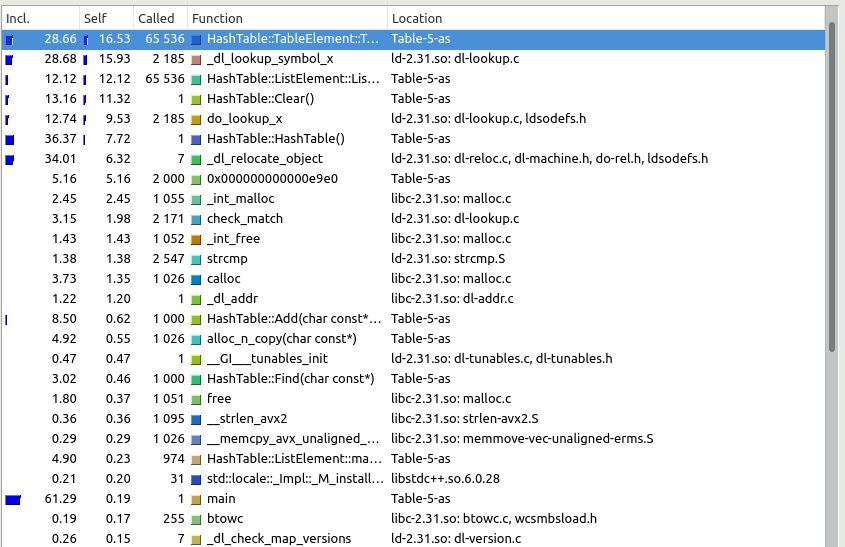 Incl. Self Called Function Location
28.66 16.53 65 536 HashTable::TableElement::T... Table-5-as
28.68 15.93 2 185 _dl_lookup_symbol_x ld-2.31.so: dl-lookup.c
12.12 12.12 65 536 HashTable::ListElement::Lis... Table-5-as
13.16 11.32 1 HashTable::Clear() Table-5-as
12.74 9.53 2 185 do_lookup_x ld-2.31.so: dl-lookup.c, ldsodefs.h
36.37 7.72 1 HashTable::HashTable() Table-5-as
34.01 6.32 7 _dl_relocate_object ld-2.31.so: dl-reloc.c, dl-machine.h, do-rel.h, ldsodefs.h
5.16 5.16 2 000 0x000000000000e9e0 Table-5-as
2.45 2.45 1 055 _int_malloc libc-2.31.so: malloc.c
3.15 1.98 2 171 check_match ld-2.31.so: dl-lookup.c
1.43 1.43 1 052 _int_free libc-2.31.so: malloc.c
1.38 1.38 2 547 strcmp ld-2.31.so: strcmp.S
3.73 1.35 1 026 calloc libc-2.31.so: malloc.c
1.22 1.20 1 _dl_addr libc-2.31.so: dl-addr.c
8.50 0.62 1 000 HashTable::Add(char const*... Table-5-as
4.92 0.55 1 026 alloc_n_copy(char const*) Table-5-as
0.47 0.47 1 __GI___tunables_init ld-2.31.so: dl-tunables.c, dl-tunables.h
3.02 0.46 1 000 HashTable::Find(char const*) Table-5-as
1.80 0.37 1 051 free libc-2.31.so: malloc.c
0.36 0.36 1 095 __strlen_avx2 libc-2.31.so: strlen-avx2.S
0.29 0.29 1 026 __memcpy_avx_unaligned_... libc-2.31.so: memmove-vec-unaligned-erms.S
4.90 0.23 974 HashTable::ListElement::ma... Table-5-as
0.21 0.20 31 std::locale::_Impl::_M_install... libstdc++.so.6.0.28
61.29 0.19 1 main Table-5-as
0.19 0.17 255 btowc libc-2.31.so: btowc.c, wcsmbsload.h
0.26 0.15 7 _dl_check_map_versions ld-2.31.so: dl-version.c